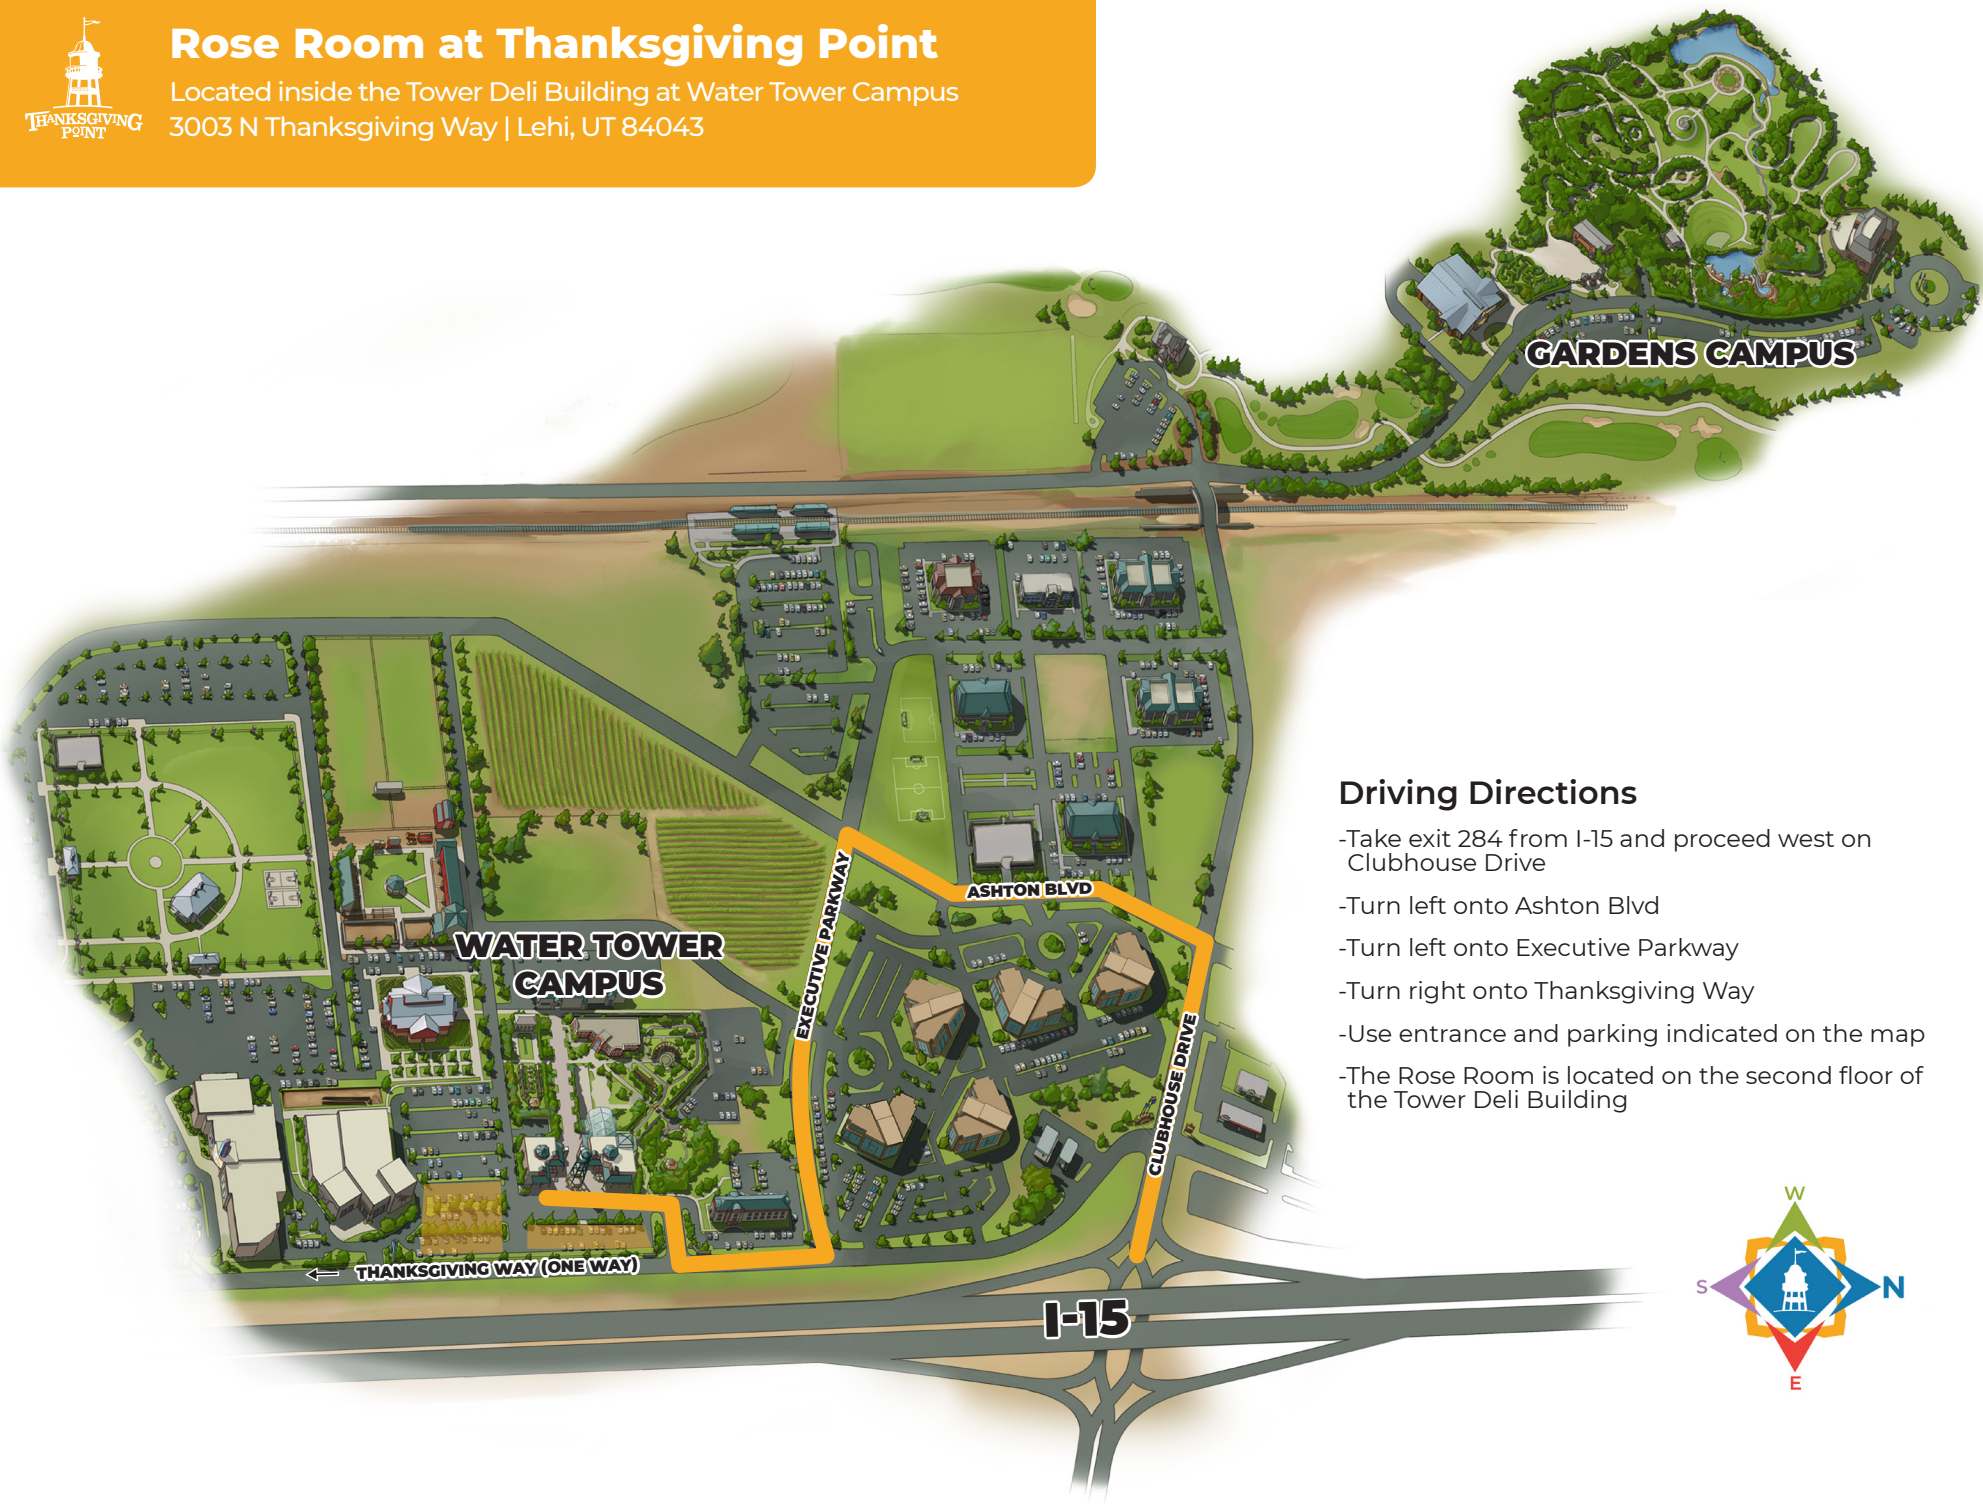 Rose Room at Thanksgiving Point
Located inside the Tower Deli Building at Water Tower Campus
3003 N Thanksgiving Way | Lehi, UT 84043
THANKSGIVING
POINT
GARDENS CAMPUS
Driving Directions
-Take exit 284 from I-15 and proceed west on
Clubhouse Drive
-Turn left onto Ashton Blvd
-Turn left onto Executive Parkway
-Turn right onto Thanksgiving Way
-Use entrance and parking indicated on the map
-The Rose Room is located on the second floor of
the Tower Deli Building
ASHTON BLVD
EXECUTIVE PARKWAY
WATER TOWER
CAMPUS
CLUBHOUSE DRIVE
THANKSGIVING WAY (ONE WAY)
I-15
W
S
N
E